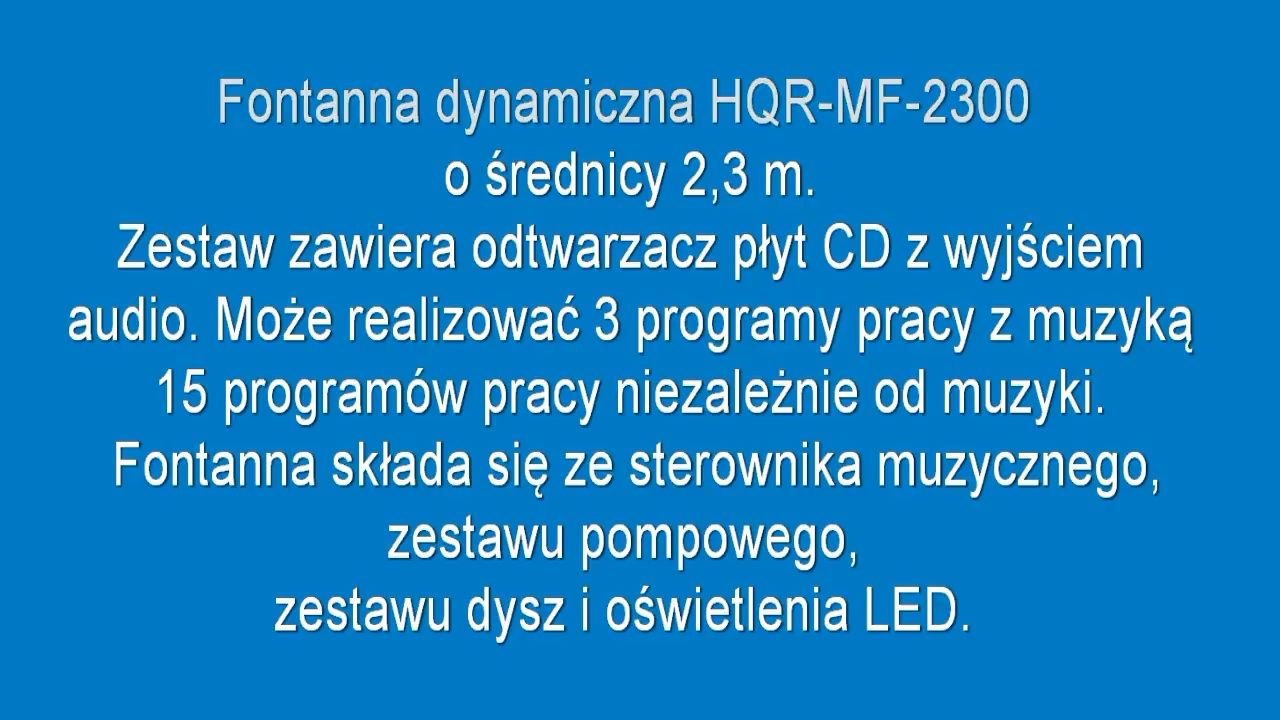 Fontanna dynamiczna HQR-MF-2300
o średnicy 2,3 m.
Zestaw zawiera odtwarzacz płyt CD z wyjściem
audio. Może realizować 3 programy pracy z muzyką
15 programów pracy niezależnie od muzyki.
Fontanna składa się ze sterownika muzycznego,
zestawu pompowego,
zestawu dysz i oświetlenia LED.